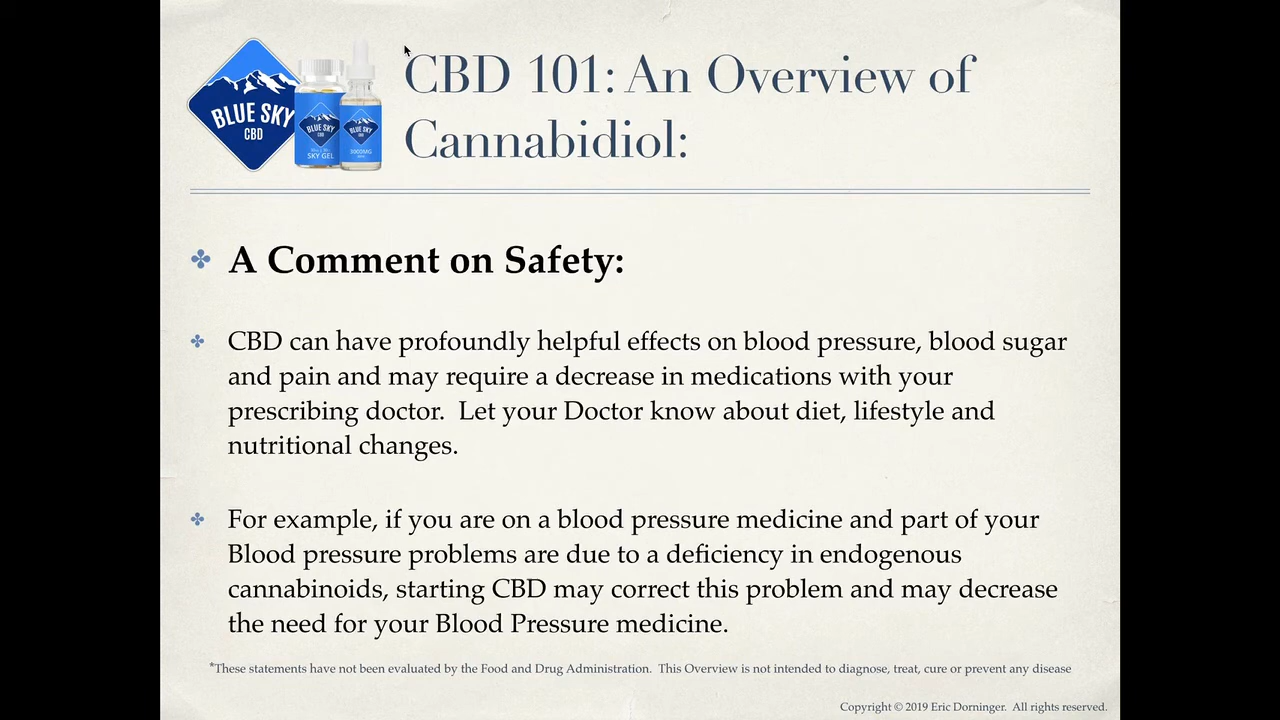 CBD 101: An Overview of
Cannabidiol:
BLUE SKY
CBD
BLUE SKY
CBD
SKY GEL
BLUE SKY
CBD
3000MG
A Comment on Safety:
CBD can have profoundly helpful effects on blood pressure, blood sugar
and pain and may require a decrease in medications with your
prescribing doctor.  Let your Doctor know about diet, lifestyle and
nutritional changes.
For example, if you are on a blood pressure medicine and part of your
Blood pressure problems are due to a deficiency in endogenous
cannabinoids, starting CBD may correct this problem and may decrease
the need for your Blood Pressure medicine.
*These statements have not been evaluated by the Food and Drug Administration.  This Overview is not intended to diagnose, treat, cure or prevent any disease
Copyright © 2019 Eric Dorninger.  All rights reserved.